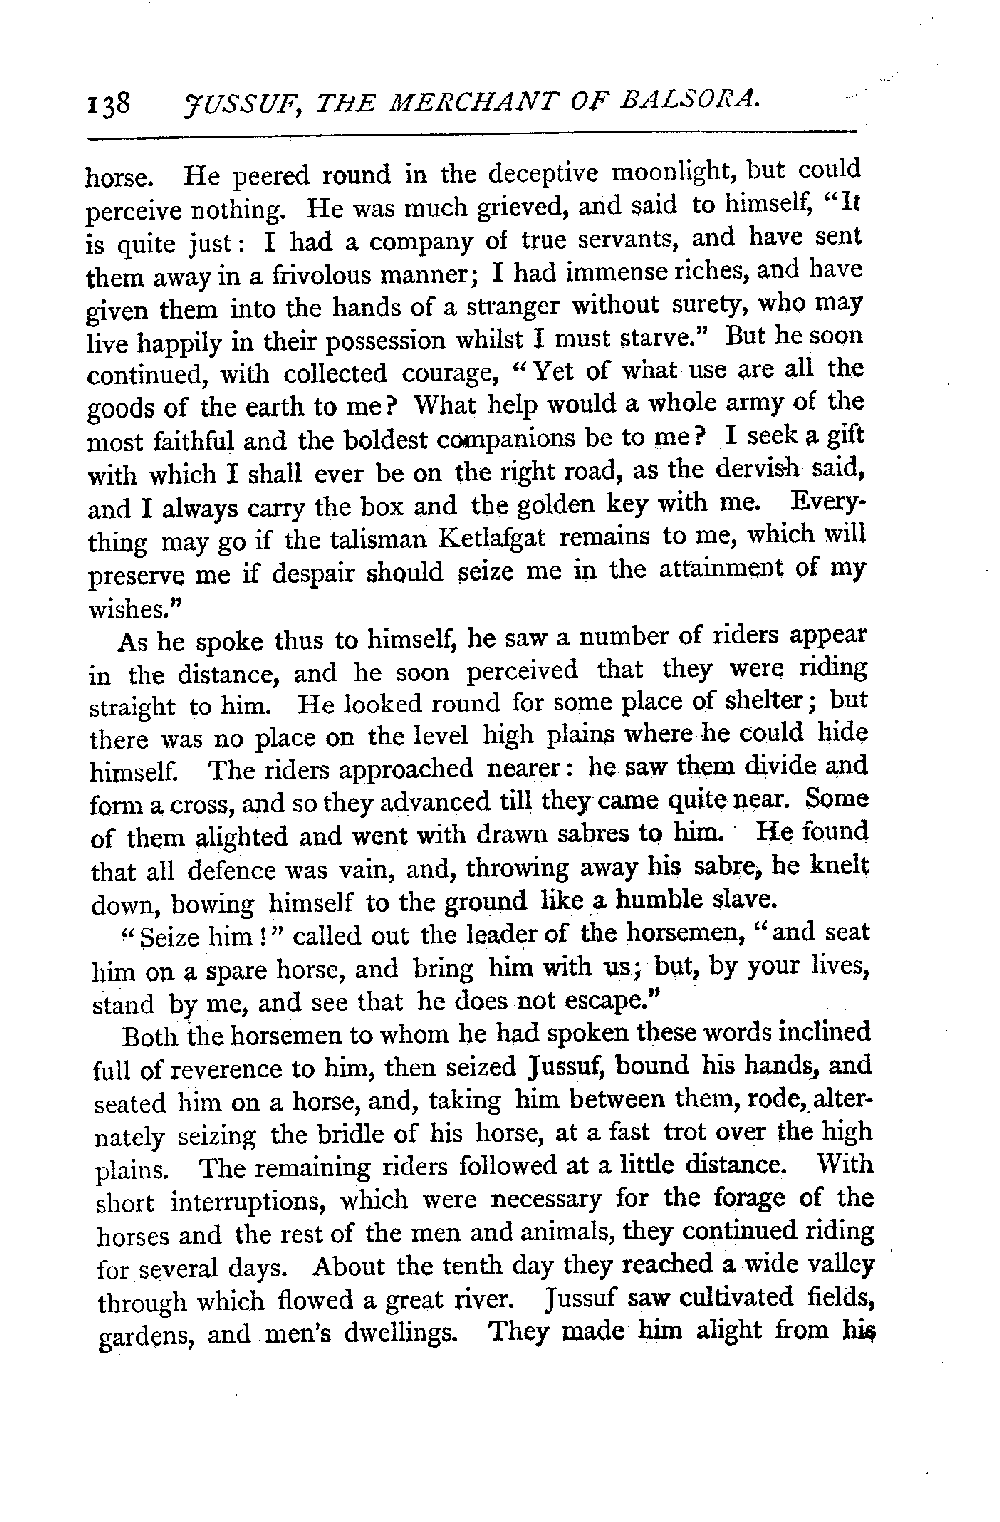 138 JUSSUF, THE MERCHANT OF BALSORA.
horse. He peered round in the deceptive moonlight, but could
perceive nothing. He was much grieved, and said to himself, "It
is quite just: I had a company of true servants, and have sent
them away in a frivolous manner; I had immense riches, and have
given them into the hands of a stranger without surety, who may
live happily in their possession whilst I must starve." But he soon
continued, with collected courage, "Yet of what use are all the
goods of the earth to me? What help would a whole army of the
most faithful and the boldest companions be to me? I seek a gift
with which I shall ever be on the right road, as the dervish said,
and I always carry the box and the golden key with me. Every-
thing may go if the talisman Ketlafgat remains to me, which will
preserve me if despair should seize me in the attainment of my
wishes."
As he spoke thus to himself, he saw a number of riders appear
in the distance, and he soon perceived that they were riding
straight to him. He looked round for some place of shelter; but
there was no place on the level high plains where he could hide
himself. The riders approached nearer: he saw them divide and
form a cross, and so they advanced till they came quite near. Some
of them alighted and went with drawn sabres to him. He found
that all defence was vain, and, throwing away his sabre, he knelt
down, bowing himself to the ground like a humble slave.
"Seize him!" called out the leader of the horsemen, "and seat
him on a spare horse, and bring him with us; but, by your lives,
stand by me, and see that he does not escape."
Both the horsemen to whom he had spoken these words inclined
full of reverence to him, then seized Jussuf, bound his hands, and
seated him on a horse, and, taking him between them, rode, alter-
nately seizing the bridle of his horse, at a fast trot over the high
plains. The remaining riders followed at a little distance. With
short interruptions, which were necessary for the forage of the
horses and the rest of the men and animals, they continued riding
for several days. About the tenth day they reached a wide valley
through which flowed a great river. Jussuf saw cultivated fields,
gardens, and men's dwellings. They made him alight from his